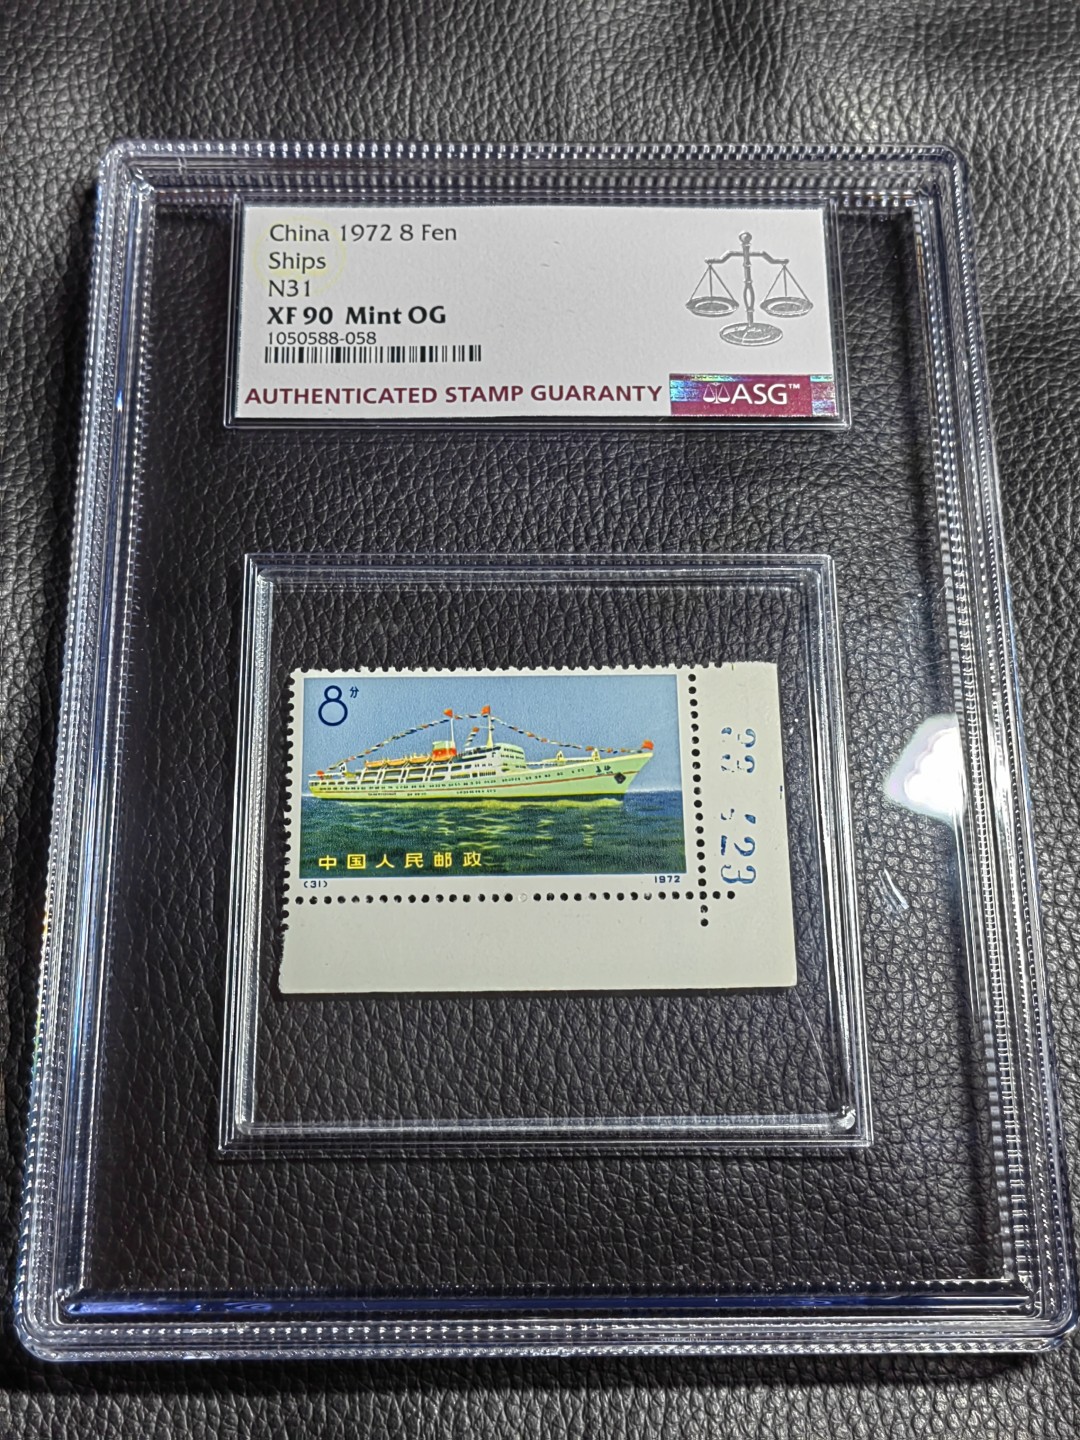 China 1972 8 Fen
Ships
N31
XF 90 Mint OG
1050588-058
AUTHENTICATED STAMP GUARANTY
ASG™
8分
中国人民邮政
(31)
1972